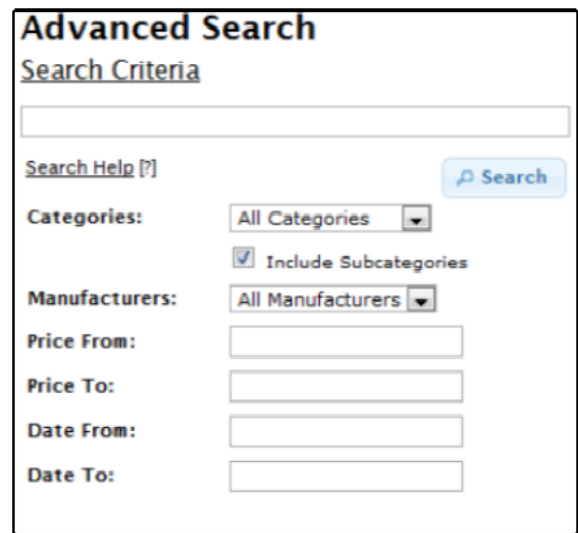 Advanced Search
Search Criteria
Search Help [?]
Search
Categories: All Categories
Include Subcategories
Manufacturers: All Manufacturers
Price From:
Price To:
Date From:
Date To: